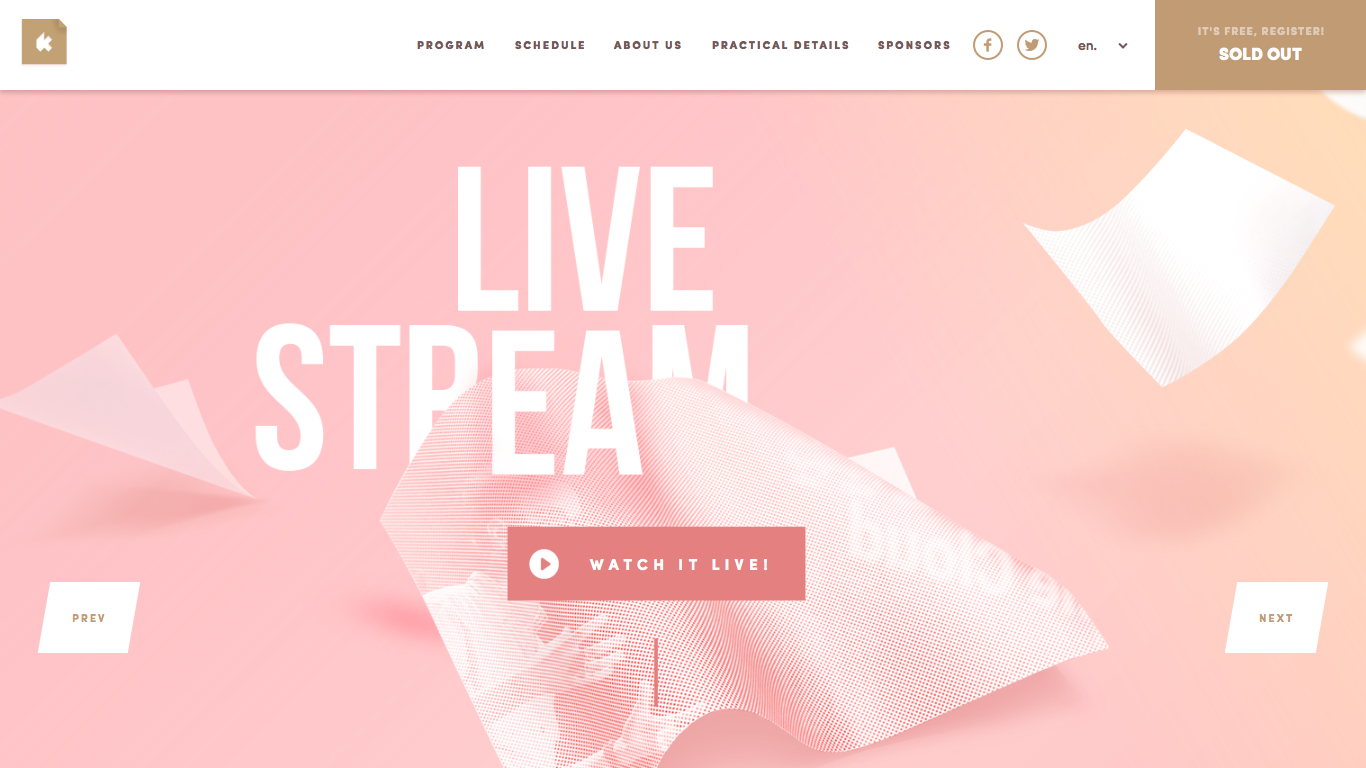 PROGRAM
SCHEDULE
ABOUT US
PRACTICAL DETAILS
SPONSORS
en.
IT'S FREE, REGISTER!
SOLD OUT
LIVE
STREAM
WATCH IT LIVE!
PREV
NEXT